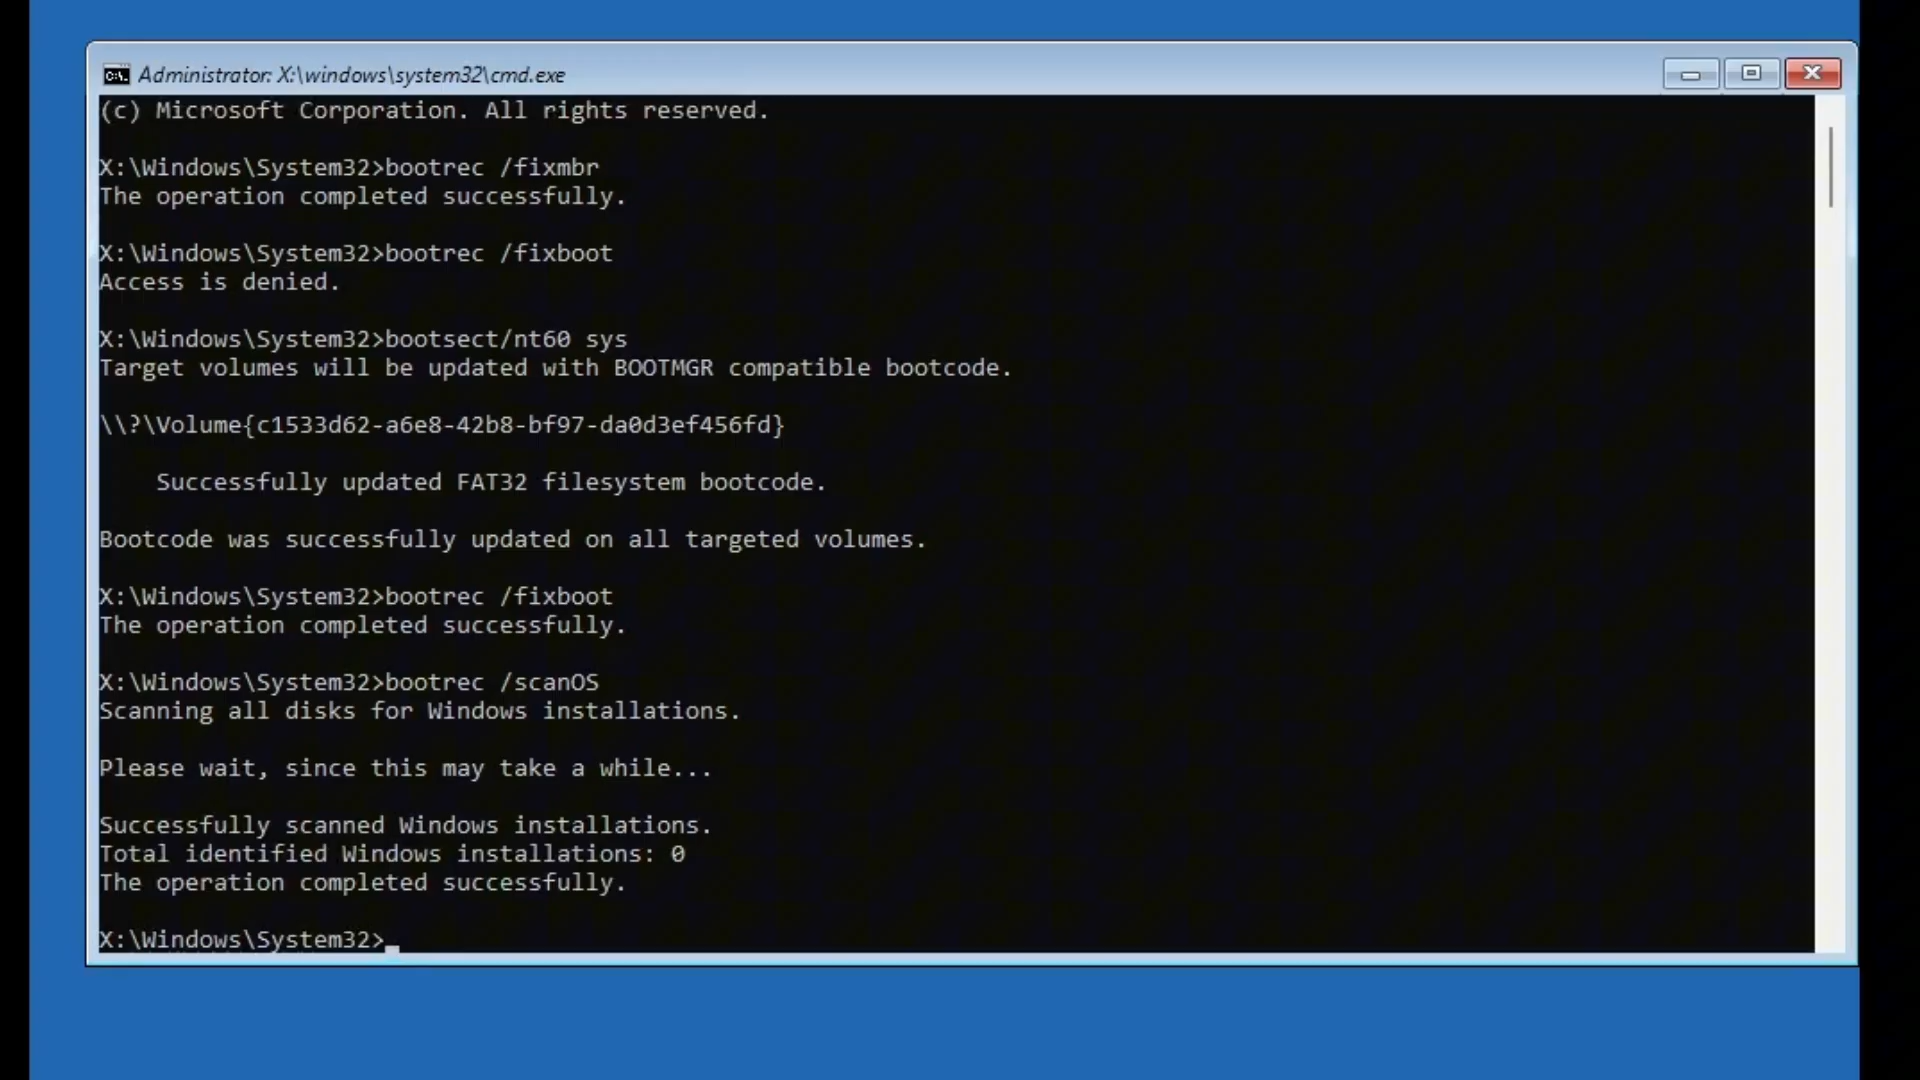 Administrator: X:\windows\system32\cmd.exe
(c) Microsoft Corporation. All rights reserved.
X:\Windows\System32>bootrec /fixmbr
The operation completed successfully.
X:\Windows\System32>bootrec /fixboot
Access is denied.
X:\Windows\System32>bootsect/nt60 sys
Target volumes will be updated with BOOTMGR compatible bootcode.
\\?\Volume{c1533d62-a6e8-42b8-bf97-da0d3ef456fd}
Successfully updated FAT32 filesystem bootcode.
Bootcode was successfully updated on all targeted volumes.
X:\Windows\System32>bootrec /fixboot
The operation completed successfully.
X:\Windows\System32>bootrec /scanOS
Scanning all disks for Windows installations.
Please wait, since this may take a while...
Successfully scanned Windows installations.
Total identified Windows installations: 0
The operation completed successfully.
X:\Windows\System32>